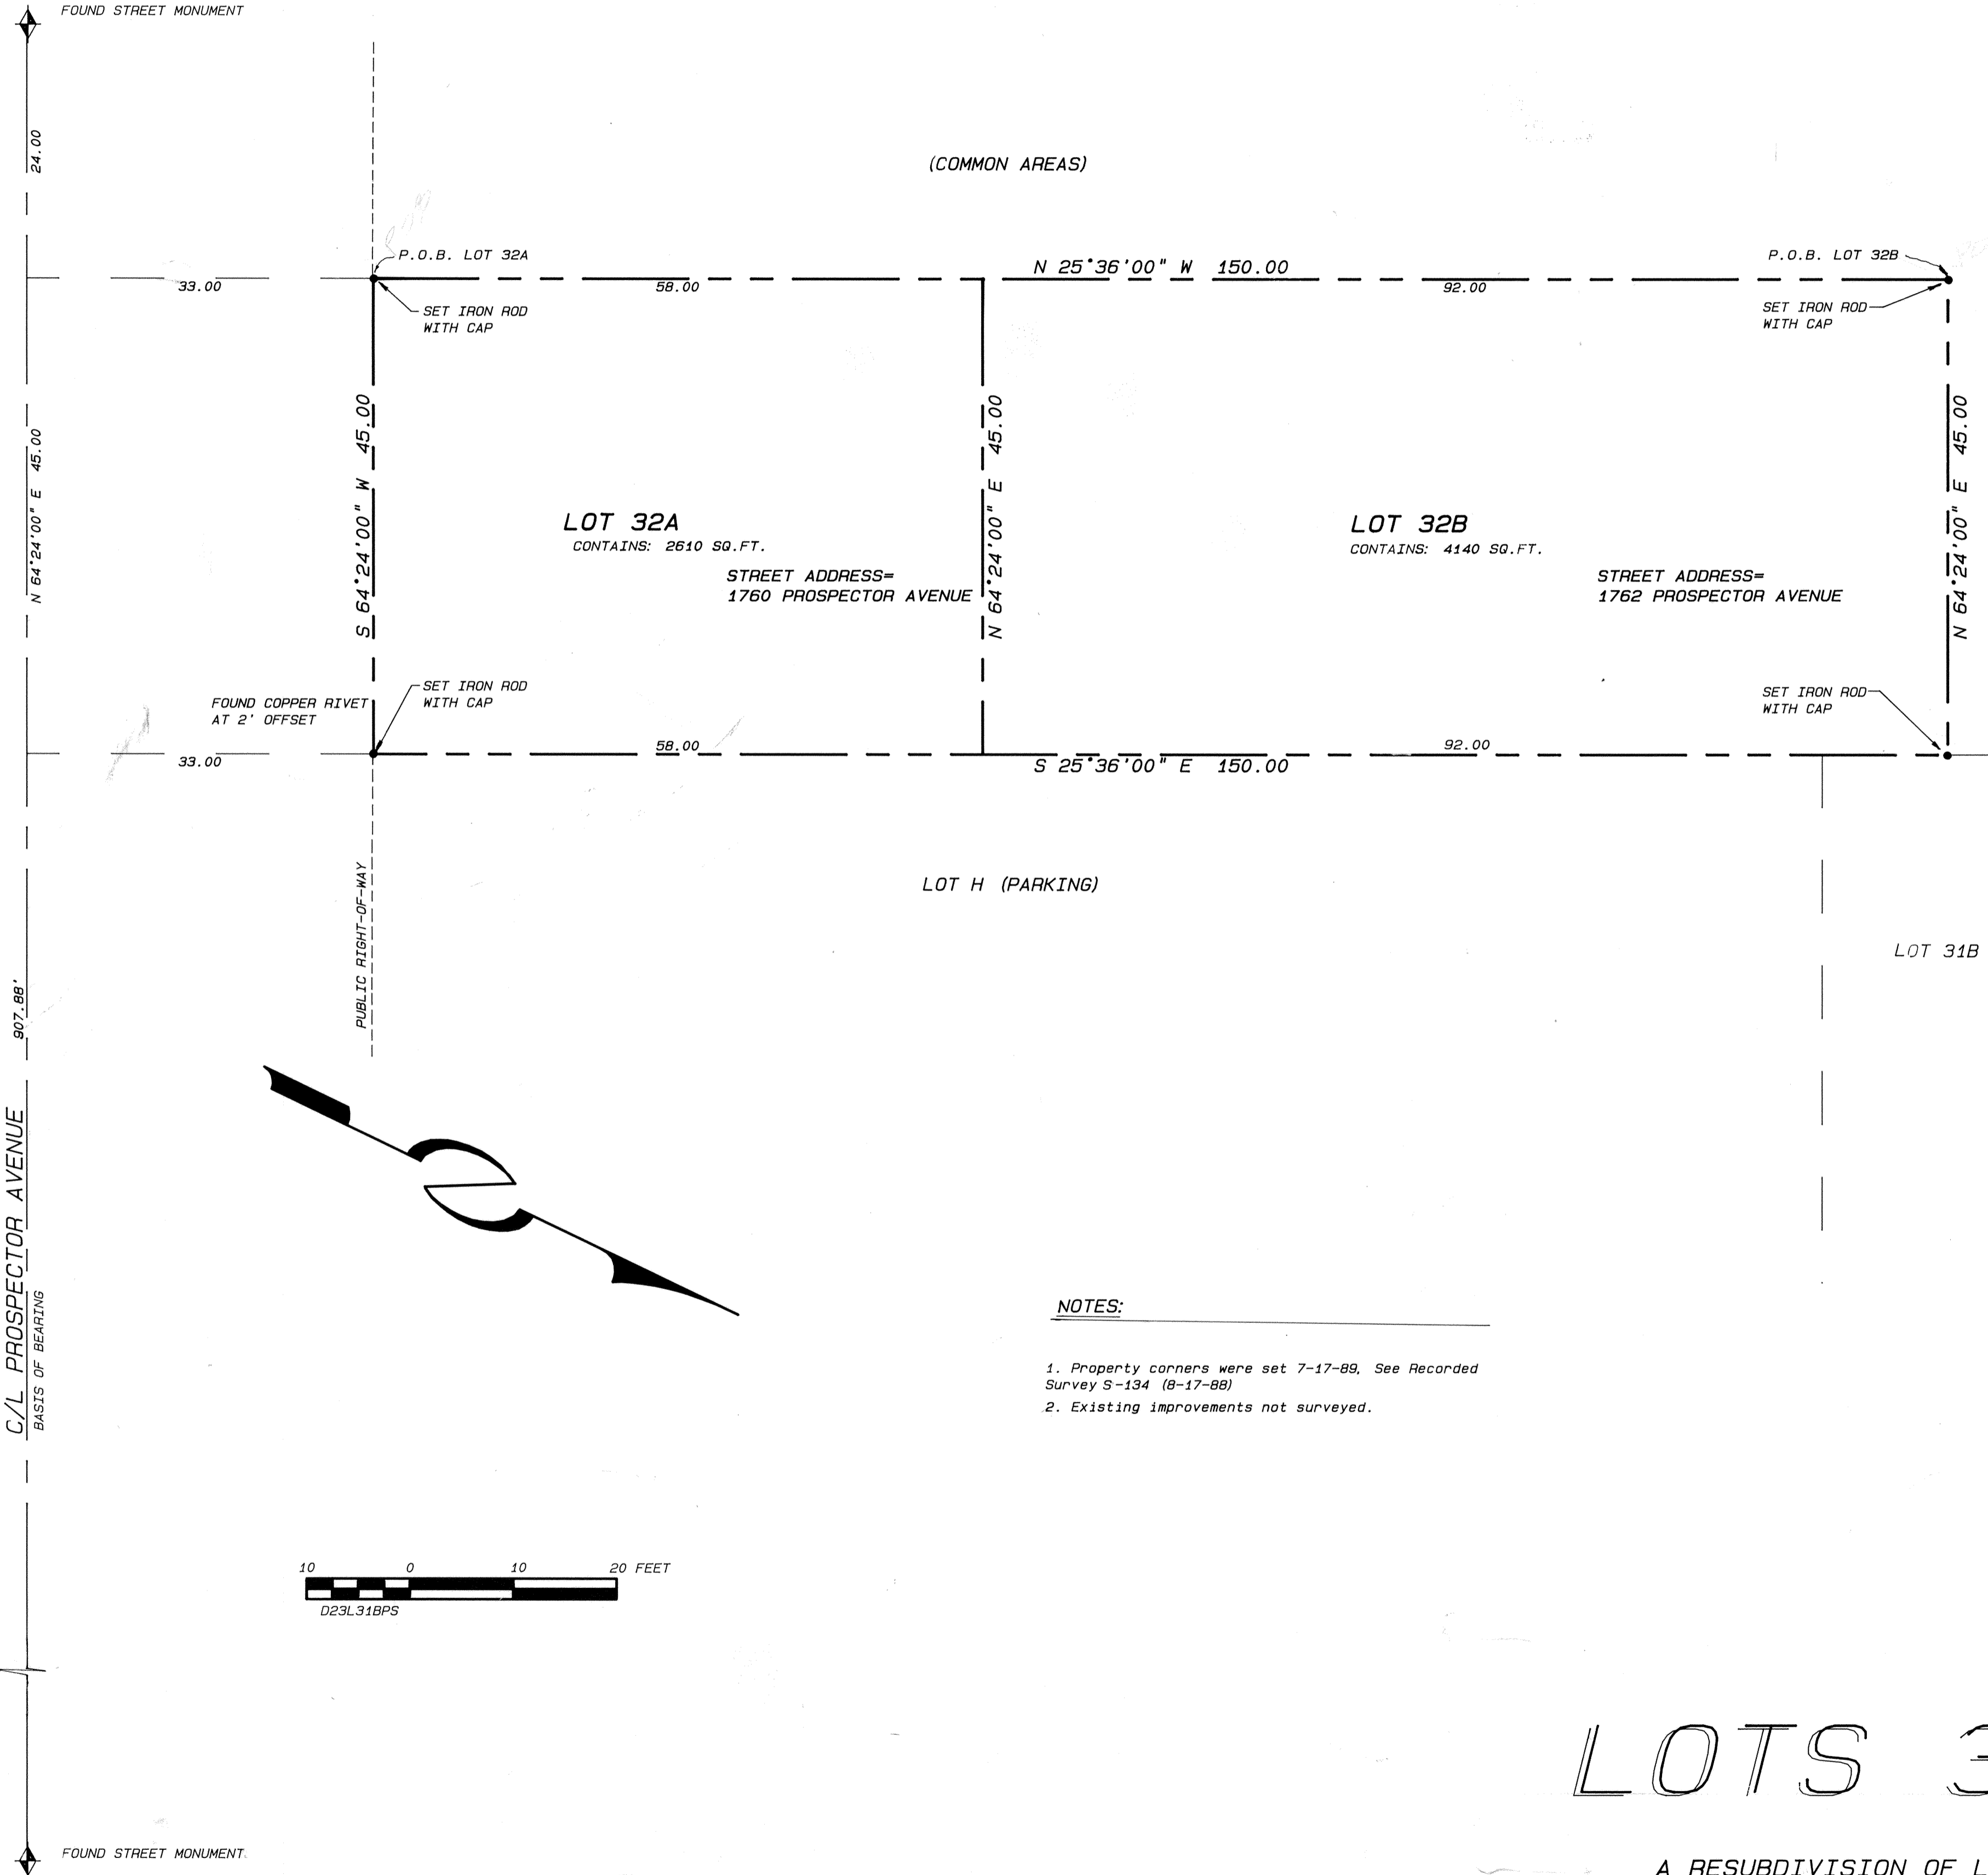 FOUND STREET MONUMENT
24.00
(COMMON AREAS)
P.O.B. LOT 32A
N 25°36'00" W 150.00
P.O.B. LOT 32B
33.00
58.00
92.00
SET IRON ROD
WITH CAP
SET IRON ROD
WITH CAP
N 64°24'00" E 45.00
S 64°24'00" W 45.00
N 64°24'00" E 45.00
N 64°24'00" E 45.00
LOT 32A
CONTAINS: 2610 SQ.FT.
STREET ADDRESS=
1760 PROSPECTOR AVENUE
LOT 32B
CONTAINS: 4140 SQ.FT.
STREET ADDRESS=
1762 PROSPECTOR AVENUE
FOUND COPPER RIVET
AT 2' OFFSET
SET IRON ROD
WITH CAP
SET IRON ROD
WITH CAP
33.00
58.00
92.00
S 25°36'00" E 150.00
PUBLIC RIGHT-OF-WAY
LOT H (PARKING)
LOT 31B
907.88'
C/L PROSPECTOR AVENUE
BASIS OF BEARING
NOTES:
1. Property corners were set 7-17-89, See Recorded
Survey S-134 (8-17-88)
2. Existing improvements not surveyed.
10 0 10 20 FEET
D23L31BPS
LOTS 3
FOUND STREET MONUMENT
A RESUBDIVISION OF L